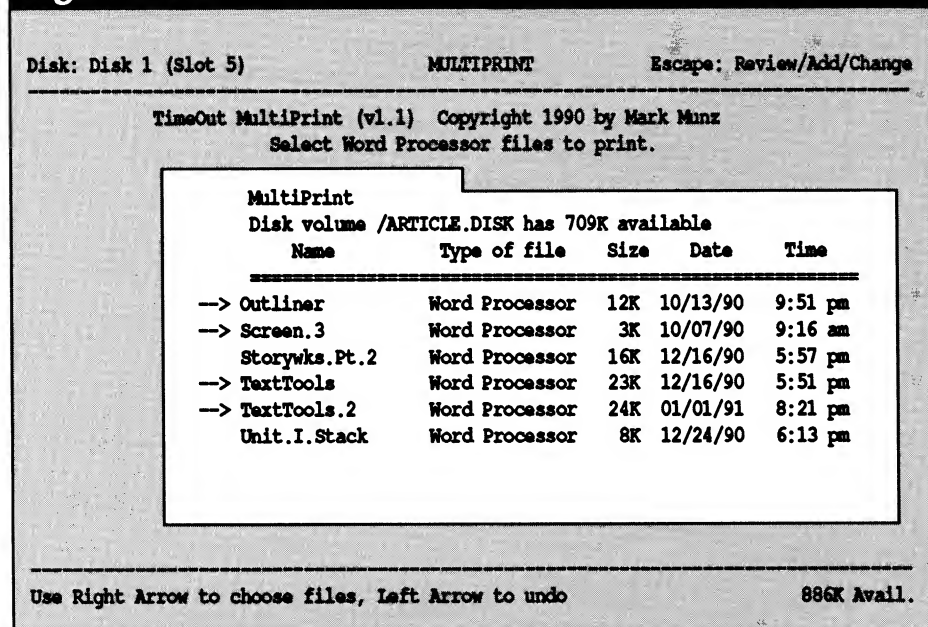 Disk: Disk 1 (Slot 5) MULTIPRINT Escape: Review/Add/Change
TimeOut MultiPrint (v1.1) Copyright 1990 by Mark Munz
Select Word Processor files to print.
MultiPrint
Disk volume /ARTICLE.DISK has 709K available
Name Type of file Size Date Time
--> Outliner Word Processor 12K 10/13/90 9:51 pm
--> Screen.3 Word Processor 3K 10/07/90 9:16 am
Storywks.Pt.2 Word Processor 16K 12/16/90 5:57 pm
--> TextTools Word Processor 23K 12/16/90 5:51 pm
--> TextTools.2 Word Processor 24K 01/01/91 8:21 pm
Unit.I.Stack Word Processor 8K 12/24/90 6:13 pm
Use Right Arrow to choose files, Left Arrow to undo 886K Avail.